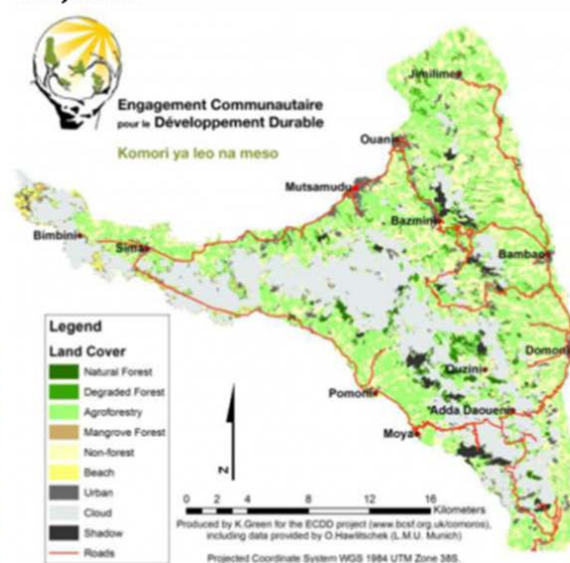 Engagement Communautaire
pour le Développement Durable
Komori ya leo na meso
Jimilime
Ouani
Mutsamudu
Bazmini
Bimbini
Sima
Bambao
Domoni
Ouzini
Pomoni
Adda Daoueni
Moya
Legend
Land Cover
Natural Forest
Degraded Forest
Agroforestry
Mangrove Forest
Non-forest
Beach
Urban
Cloud
Shadow
Roads
N
0 2 4 8 12 16
Kilometers
Produced by K.Green for the ECDD project (www.bcsf.org.uk/comoros),
including data provided by O.Hawlitschek (L.M.U. Munich)
Projected Coordinate System WGS 1984 UTM Zone 38S.